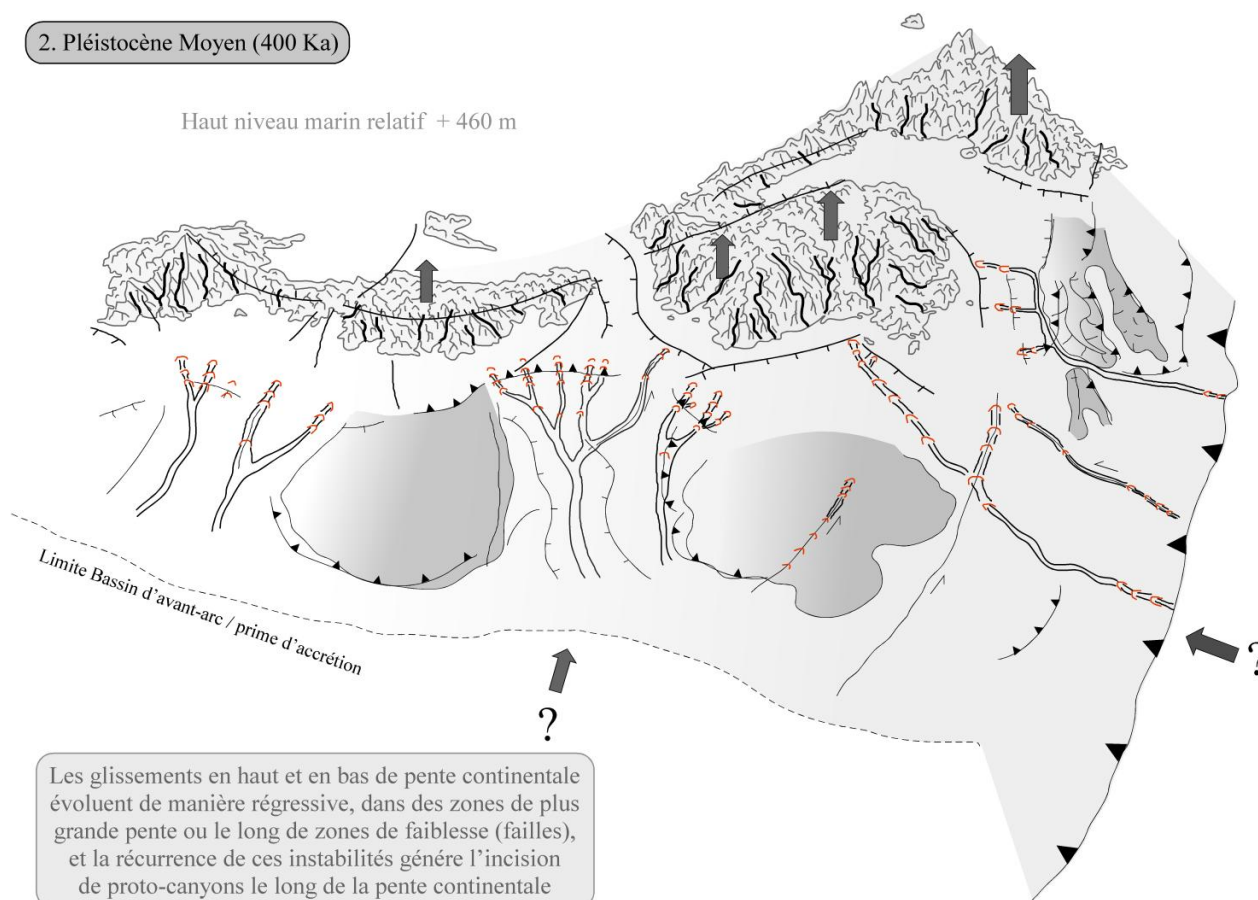 2. Pléistocène Moyen (400 Ka)
Haut niveau marin relatif + 460 m
Limite Bassin d'avant-arc / prime d'accrétion
?
?
Les glissements en haut et en bas de pente continentale
évoluent de manière régressive, dans des zones de plus
grande pente ou le long de zones de faiblesse (failles),
et la récurrence de ces instabilités génére l'incision
de proto-canyons le long de la pente continentale